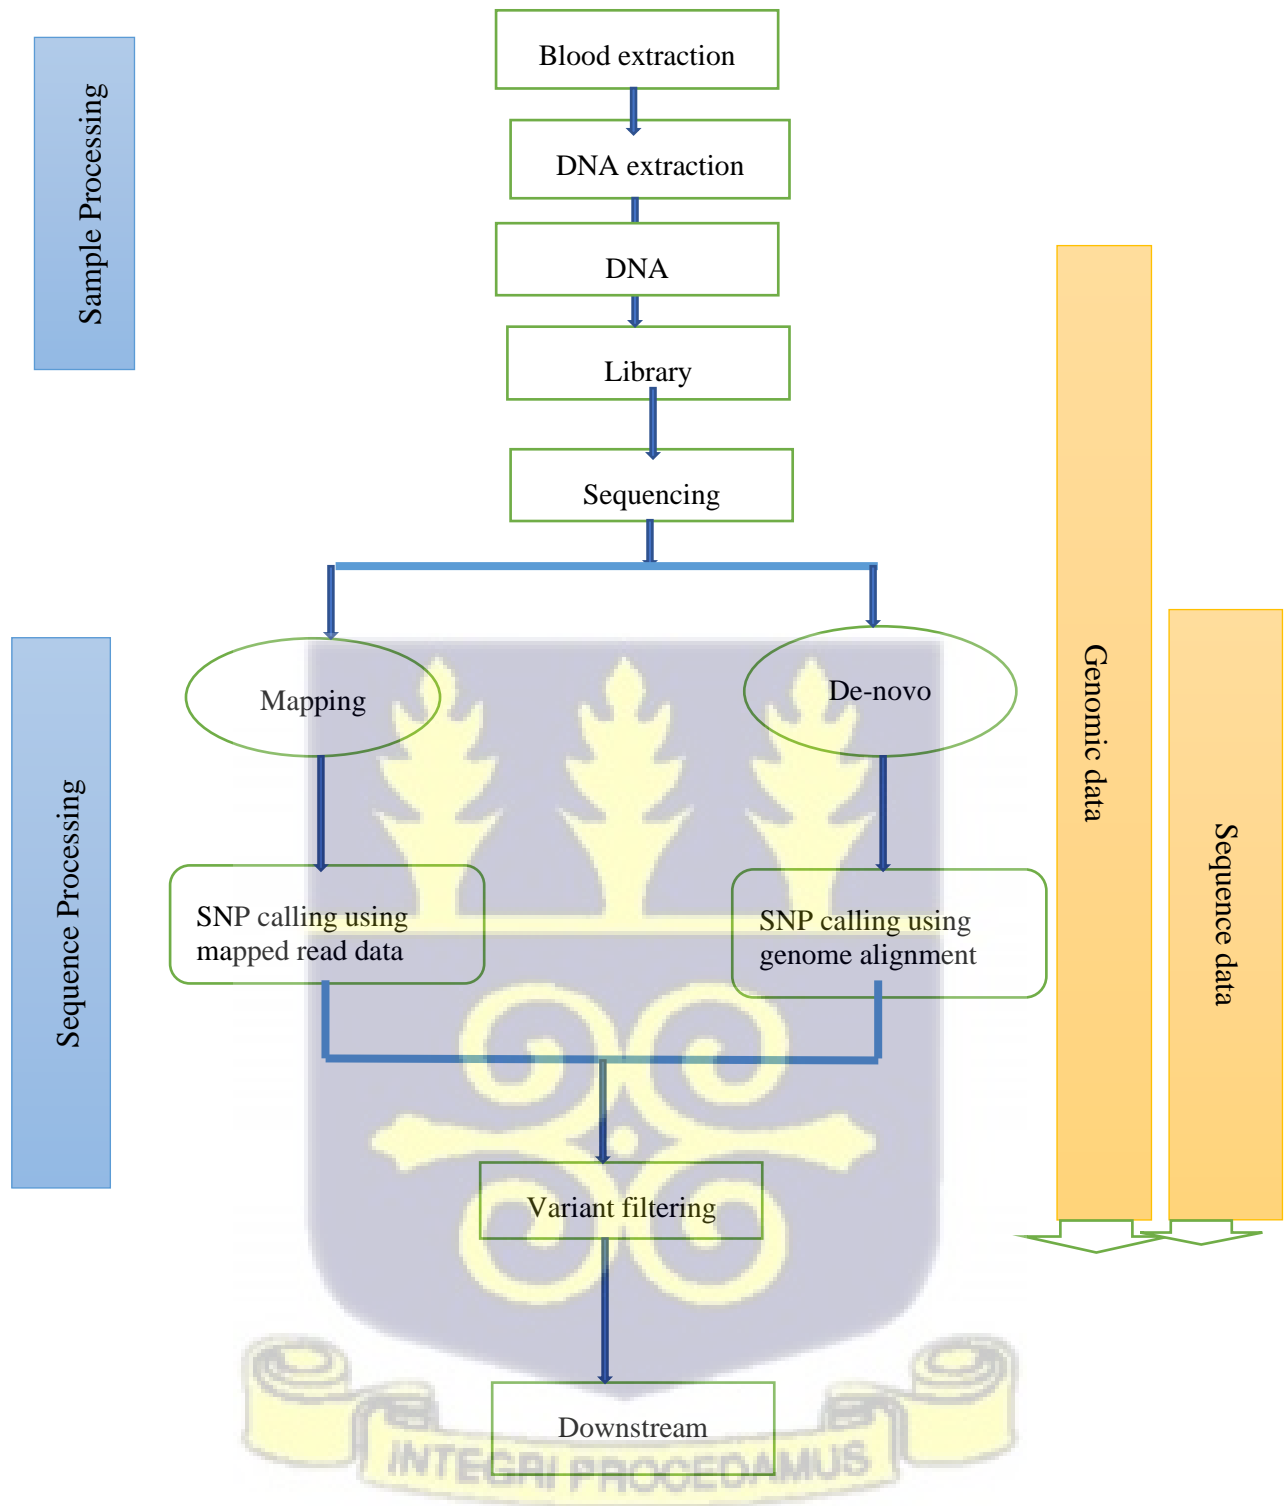 Sample Processing
Blood extraction
DNA extraction
DNA
Library
Sequencing
Mapping
De-novo
Genomic data
Sequence data
Sequence Processing
SNP calling using
mapped read data
SNP calling using
genome alignment
Variant filtering
Downstream
INTEGRI PROCEDAMUS